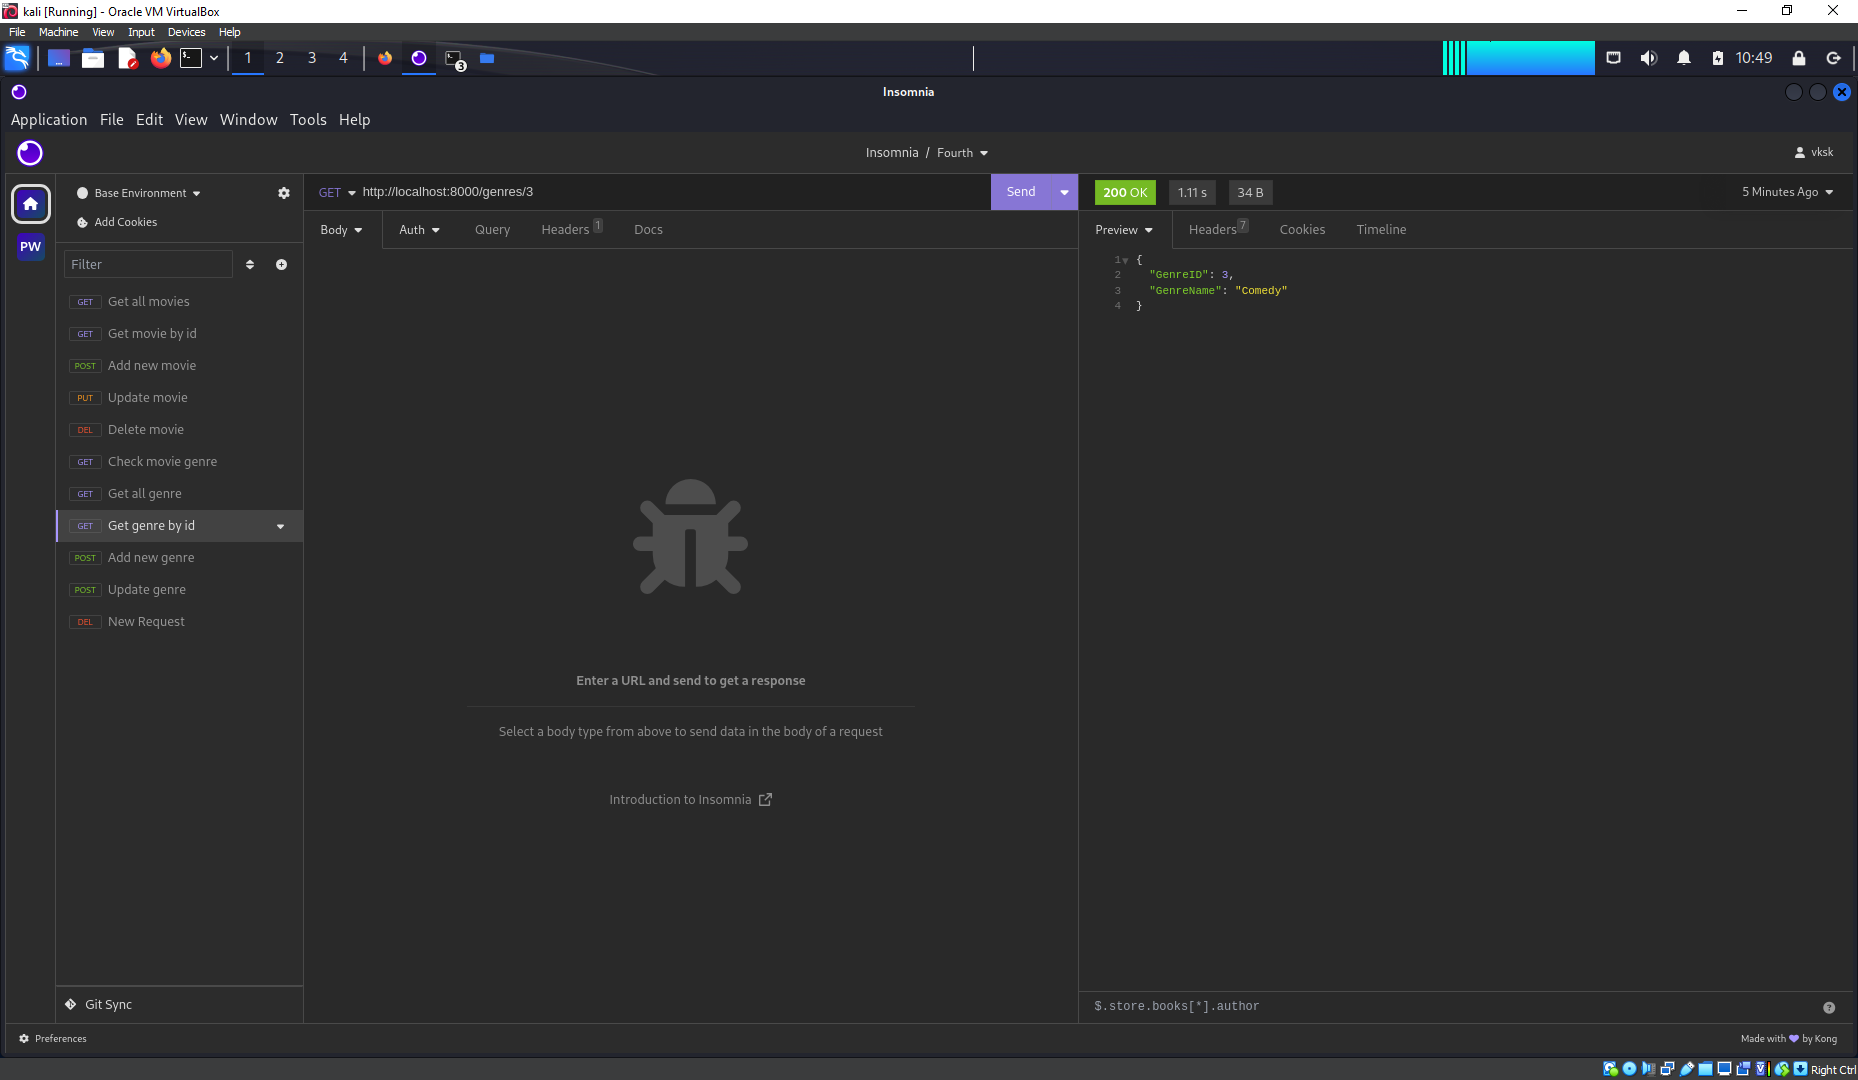 kali [Running] - Oracle VM VirtualBox
File Machine View Input Devices Help
1 2 3 4
3
10:49
Insomnia
Application File Edit View Window Tools Help
Insomnia / Fourth
vksk
PW
Base Environment
Add Cookies
Filter
GET Get all movies
GET Get movie by id
POST Add new movie
PUT Update movie
DEL Delete movie
GET Check movie genre
GET Get all genre
GET Get genre by id
POST Add new genre
POST Update genre
DEL New Request
Git Sync
GET http://localhost:8000/genres/3
Send
Body Auth Query Headers 1 Docs
Enter a URL and send to get a response
Select a body type from above to send data in the body of a request
Introduction to Insomnia
200 OK 1.11 s 34 B 5 Minutes Ago
Preview Headers 7 Cookies Timeline
1 {
2 "GenreID": 3,
3 "GenreName": "Comedy"
4 }
$.store.books[*].author
Preferences
Made with by Kong
Right Ctrl